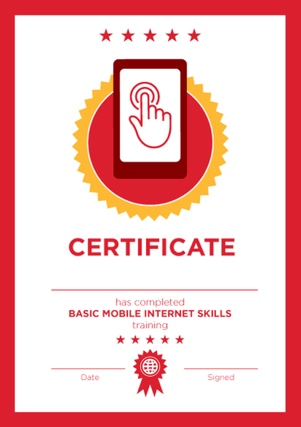 CERTIFICATE
has completed
BASIC MOBILE INTERNET SKILLS
training
Date
Signed